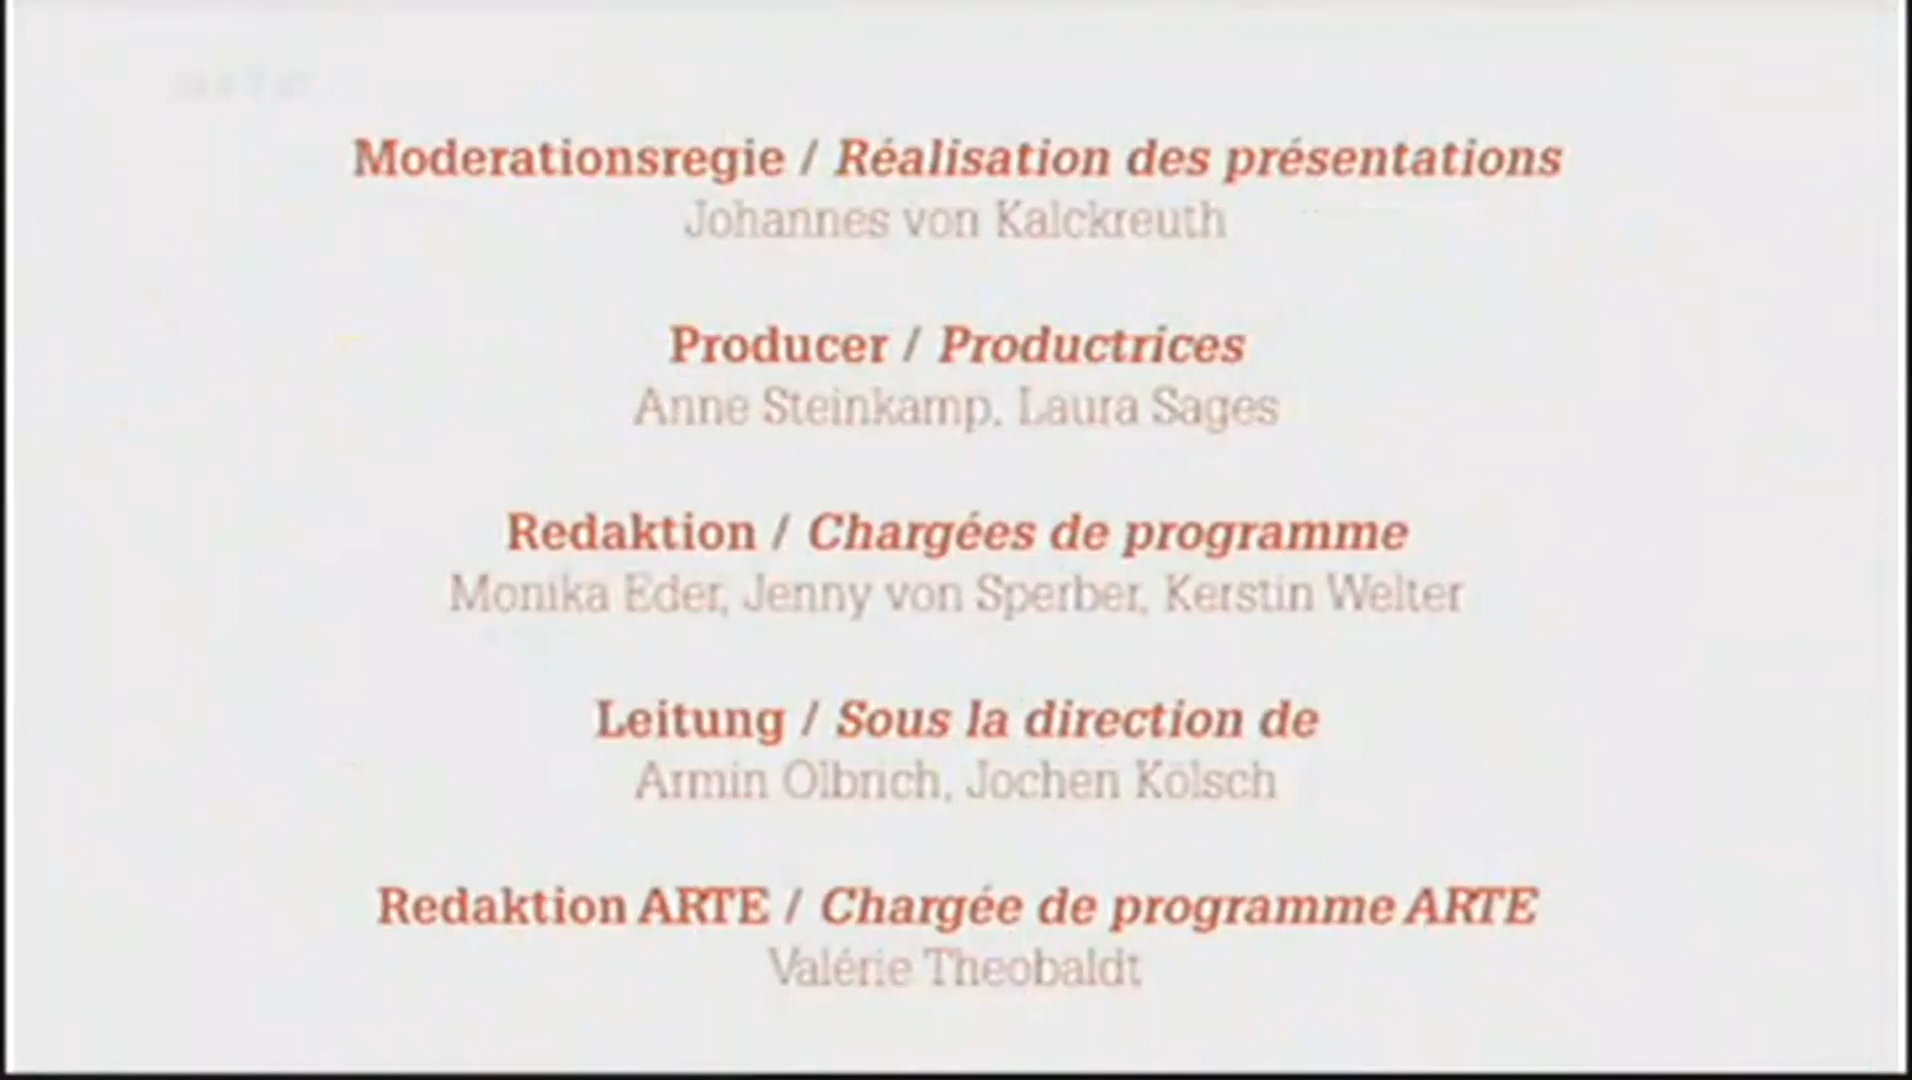 Moderationsregie / Réalisation des présentations
Johannes von Kalckreuth
Producer / Productrices
Anne Steinkamp, Laura Sages
Redaktion / Chargées de programme
Monika Eder, Jenny von Sperber, Kerstin Welter
Leitung / Sous la direction de
Armin Olbrich, Jochen Kölsch
Redaktion ARTE / Chargée de programme ARTE
Valérie Theobaldt